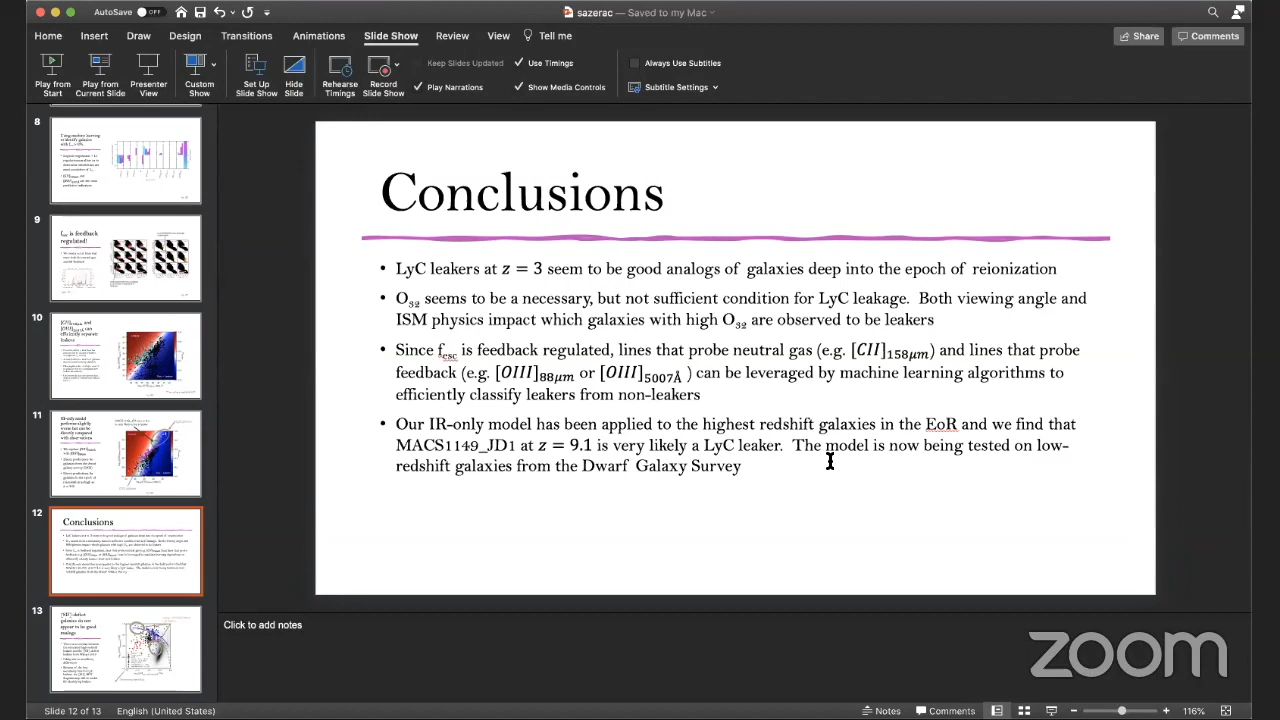 AutoSave OFF
sazerac — Saved to my Mac
Home Insert Draw Design Transitions Animations Slide Show Review View Tell me
Share Comments
Play from Start
Play from Current Slide
Presenter View
Custom Show
Set Up Slide Show
Hide Slide
Rehearse Timings
Record Slide Show
Keep Slides Updated
Play Narrations
Use Timings
Show Media Controls
Always Use Subtitles
Subtitle Settings
8
9
10
11
12
Conclusions
13
Conclusions
• LyC leakers at z = 3 seem to be good analogs of galaxies deep into the epoch of reionization
• O32 seems to be a necessary, but not sufficient condition for LyC leakage. Both viewing angle and
ISM physics impact which galaxies with high O32 are observed to be leakers
• Since fesc is feedback regulated, lines that probe neutral gas (e.g. [CII]158μm) and lines that probe
feedback (e.g. [OIII]88μm or [OIII]5007Å ) can be leveraged by machine learning algorithms to
efficiently classify leakers from non-leakers
• Our IR-only model has been applied to the highest redshift galaxies in the EoR and we find that
MACS1149_JD1 at z = 9.1 is very likely a LyC leaker. The model is now being tested on low-
redshift galaxies from the Dwarf Galaxy Survey
Click to add notes
zoom
Slide 12 of 13 English (United States)
Notes Comments 116%